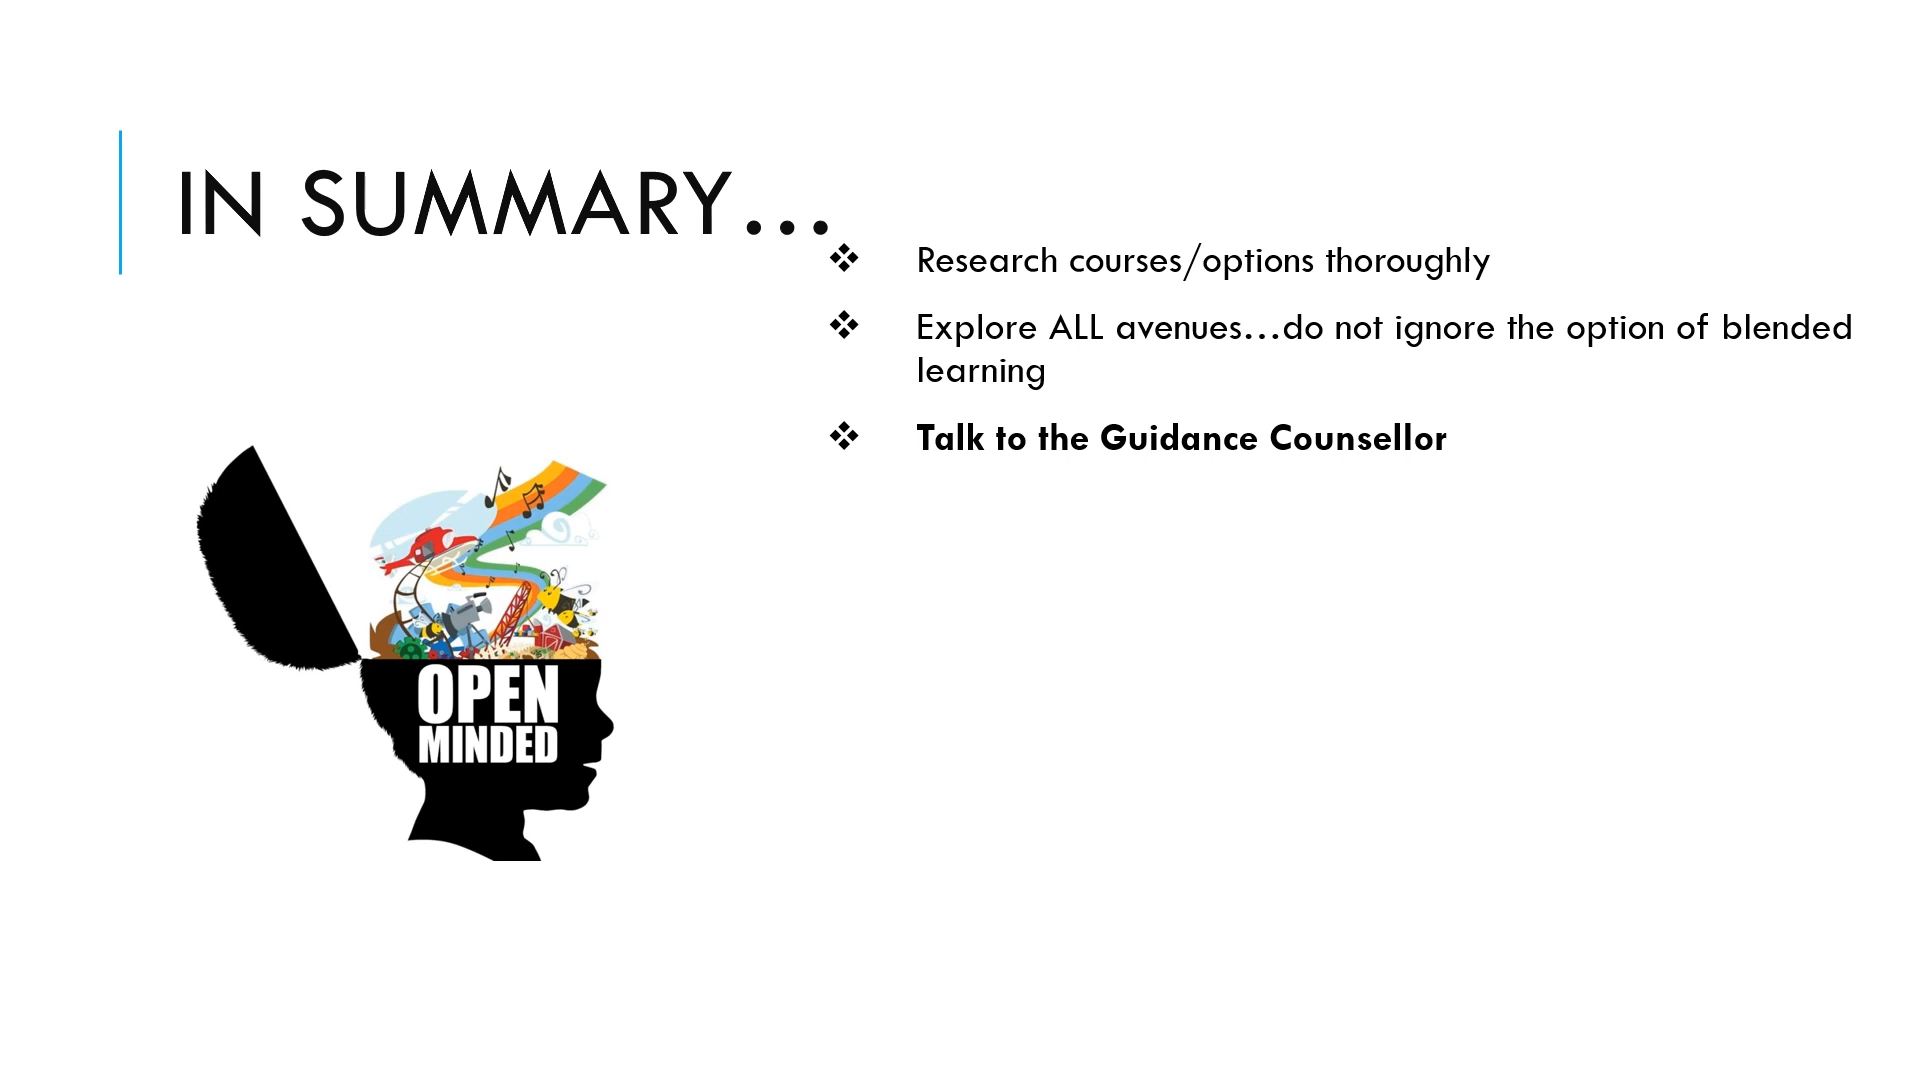 IN SUMMARY...
❖ Research courses/options thoroughly
❖ Explore ALL avenues...do not ignore the option of blended
learning
❖ Talk to the Guidance Counsellor
OPEN
MINDED